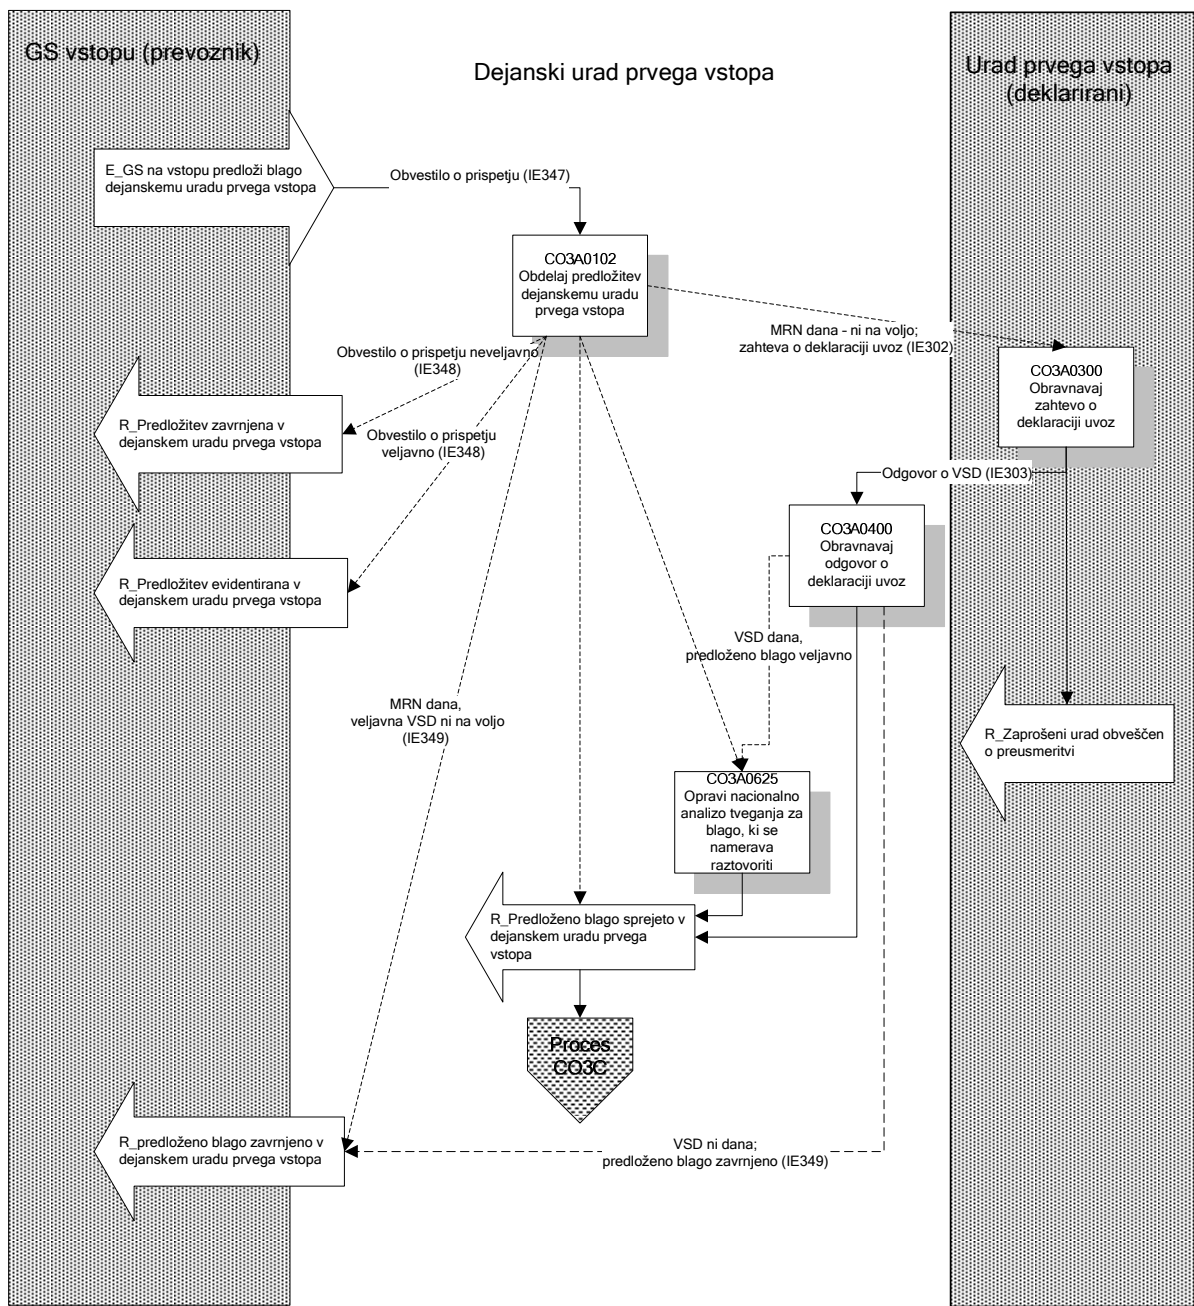 GS vstopu (prevoznik)
Dejanski urad prvega vstopa
Urad prvega vstopa
(deklarirani)
E_GS na vstopu predloži blago
dejanskemu uradu prvega vstopa
Obvestilo o prispetju (IE347)
CO3A0102
Obdelaj predložitev
dejanskemu uradu
prvega vstopa
MRN dana - ni na voljo;
zahteva o deklaraciji uvoz (IE302)
Obvestilo o prispetju neveljavno
(IE348)
CO3A0300
Obravnavaj
zahtevo o
deklaraciji uvoz
R_Predložitev zavrnjena v
dejanskem uradu prvega vstopa
Obvestilo o prispetju
veljavno (IE348)
Odgovor o VSD (IE303)
CO3A0400
Obravnavaj
odgovor o
deklaraciji uvoz
R_Predložitev evidentirana v
dejanskem uradu prvega vstopa
VSD dana,
predloženo blago veljavno
MRN dana,
veljavna VSD ni na voljo
(IE349)
R_Zaprošeni urad obveščen
o preusmeritvi
CO3A0625
Opravi nacionalno
analizo tveganja za
blago, ki se
namerava
raztovoriti
R_Predloženo blago sprejeto v
dejanskem uradu prvega
vstopa
Proces
CO3C
R_predloženo blago zavrnjeno v
dejanskem uradu prvega vstopa
VSD ni dana;
predloženo blago zavrnjeno (IE349)